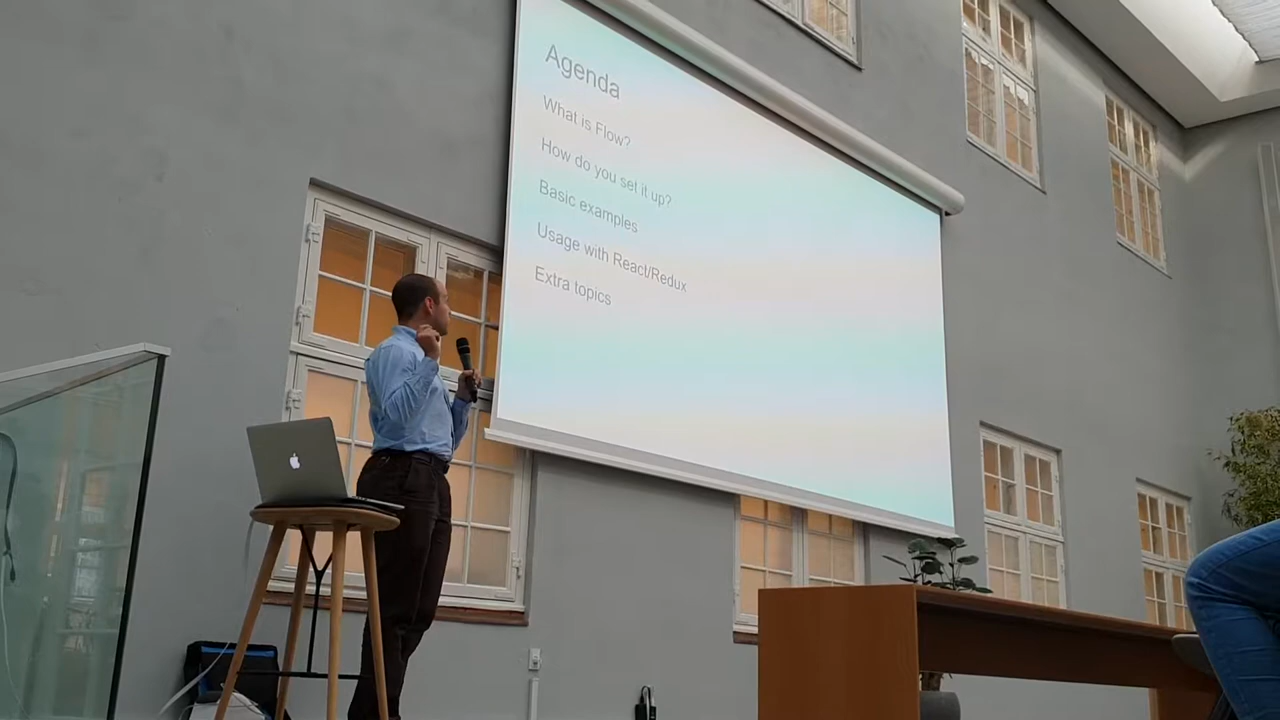 Agenda
What is Flow?
How do you set it up?
Basic examples
Usage with React/Redux
Extra topics